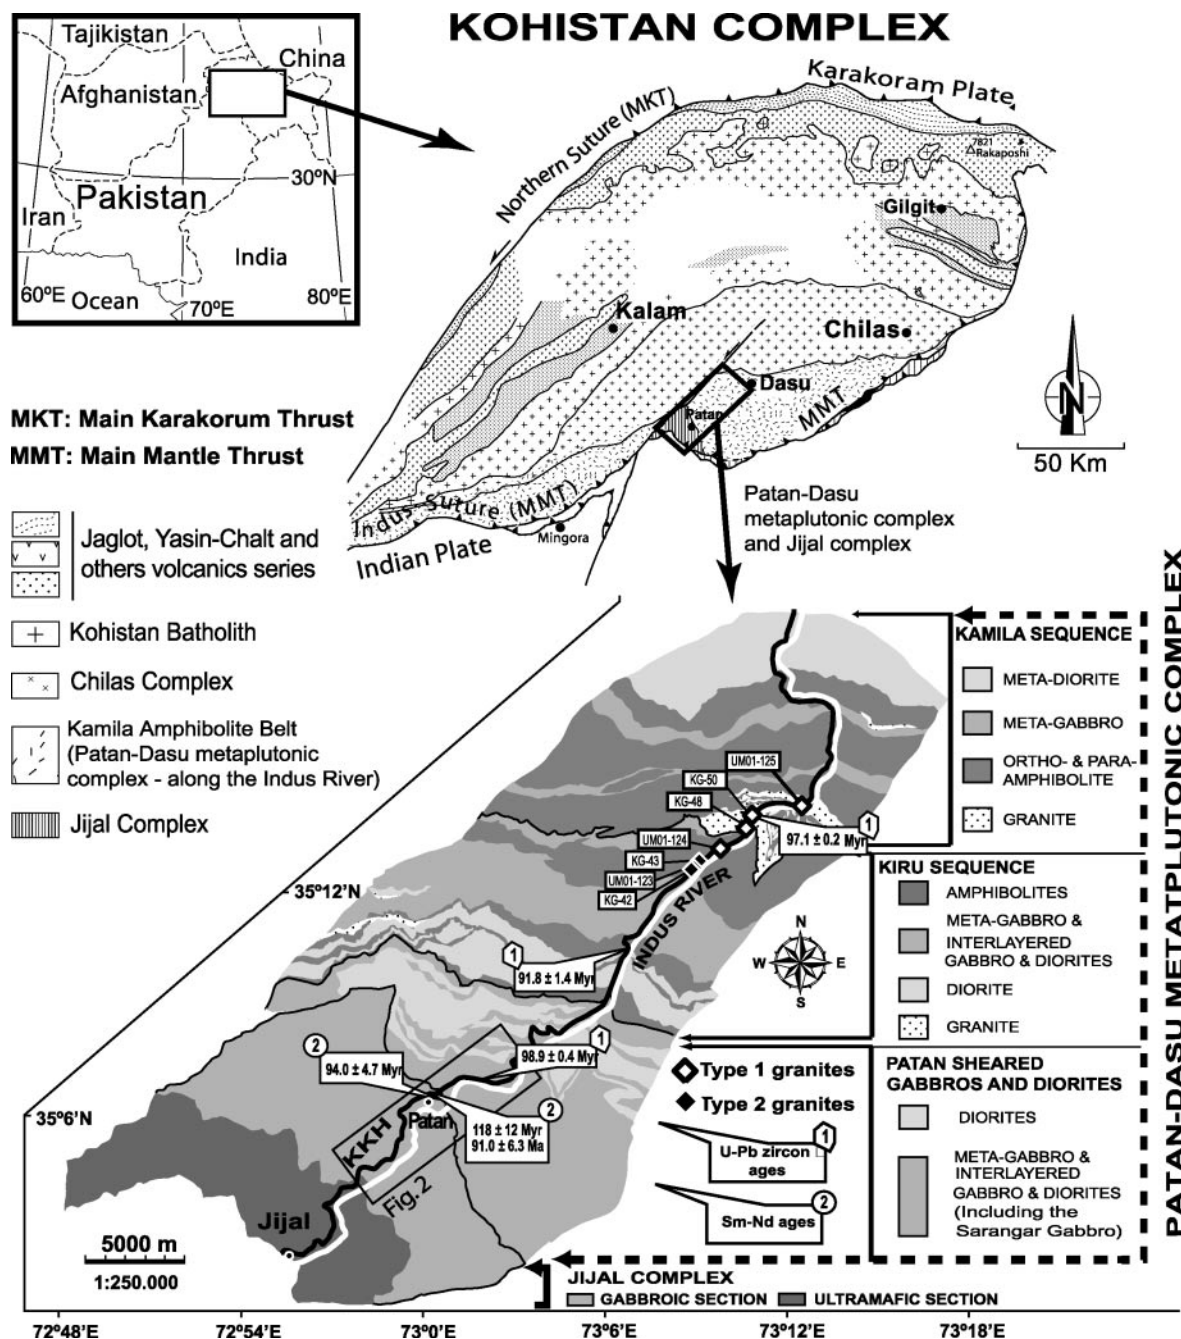 KOHISTAN COMPLEX
Tajikistan
China
Afghanistan
Pakistan
30ºN
Iran
India
60ºE
Ocean
70ºE
80ºE
Karakoram Plate
Northern Suture (MKT)
7821
Rakaposhi
Gilgit
Kalam
Chilas
Dasu
Patan
MMT
N
50 Km
Indus Suture (MMT)
Mingora
Indian Plate
Patan-Dasu
metaplutonic complex
and Jijal complex
MKT: Main Karakorum Thrust
MMT: Main Mantle Thrust
Jaglot, Yasin-Chalt and
others volcanics series
Kohistan Batholith
Chilas Complex
Kamila Amphibolite Belt
(Patan-Dasu metaplutonic
complex - along the Indus River)
Jijal Complex
PATAN-DASU METATPLUTONIC COMPLEX
KAMILA SEQUENCE
META-DIORITE
META-GABBRO
ORTHO- & PARA-
AMPHIBOLITE
GRANITE
KIRU SEQUENCE
AMPHIBOLITES
META-GABBRO &
INTERLAYERED
GABBRO & DIORITES
DIORITE
GRANITE
PATAN SHEARED
GABBROS AND DIORITES
DIORITES
META-GABBRO &
INTERLAYERED
GABBRO & DIORITES
(Including the
Sarangar Gabbro)
UM01-125
KG-50
KG-48
UM01-124
KG-43
UM01-123
KG-42
1
97.1 ± 0.2 Myr
35º12'N
INDUS RIVER
N
W
E
S
1
91.8 ± 1.4 Myr
2
94.0 ± 4.7 Myr
1
98.9 ± 0.4 Myr
2
118 ± 12 Myr
91.0 ± 6.3 Ma
35º6'N
Patan
KKH
Fig. 2
Jijal
Type 1 granites
Type 2 granites
1
U-Pb zircon
ages
2
Sm-Nd ages
5000 m
1:250.000
JIJAL COMPLEX
GABBROIC SECTION
ULTRAMAFIC SECTION
72º48'E
72º54'E
73º0'E
73º6'E
73º12'E
73º18'E